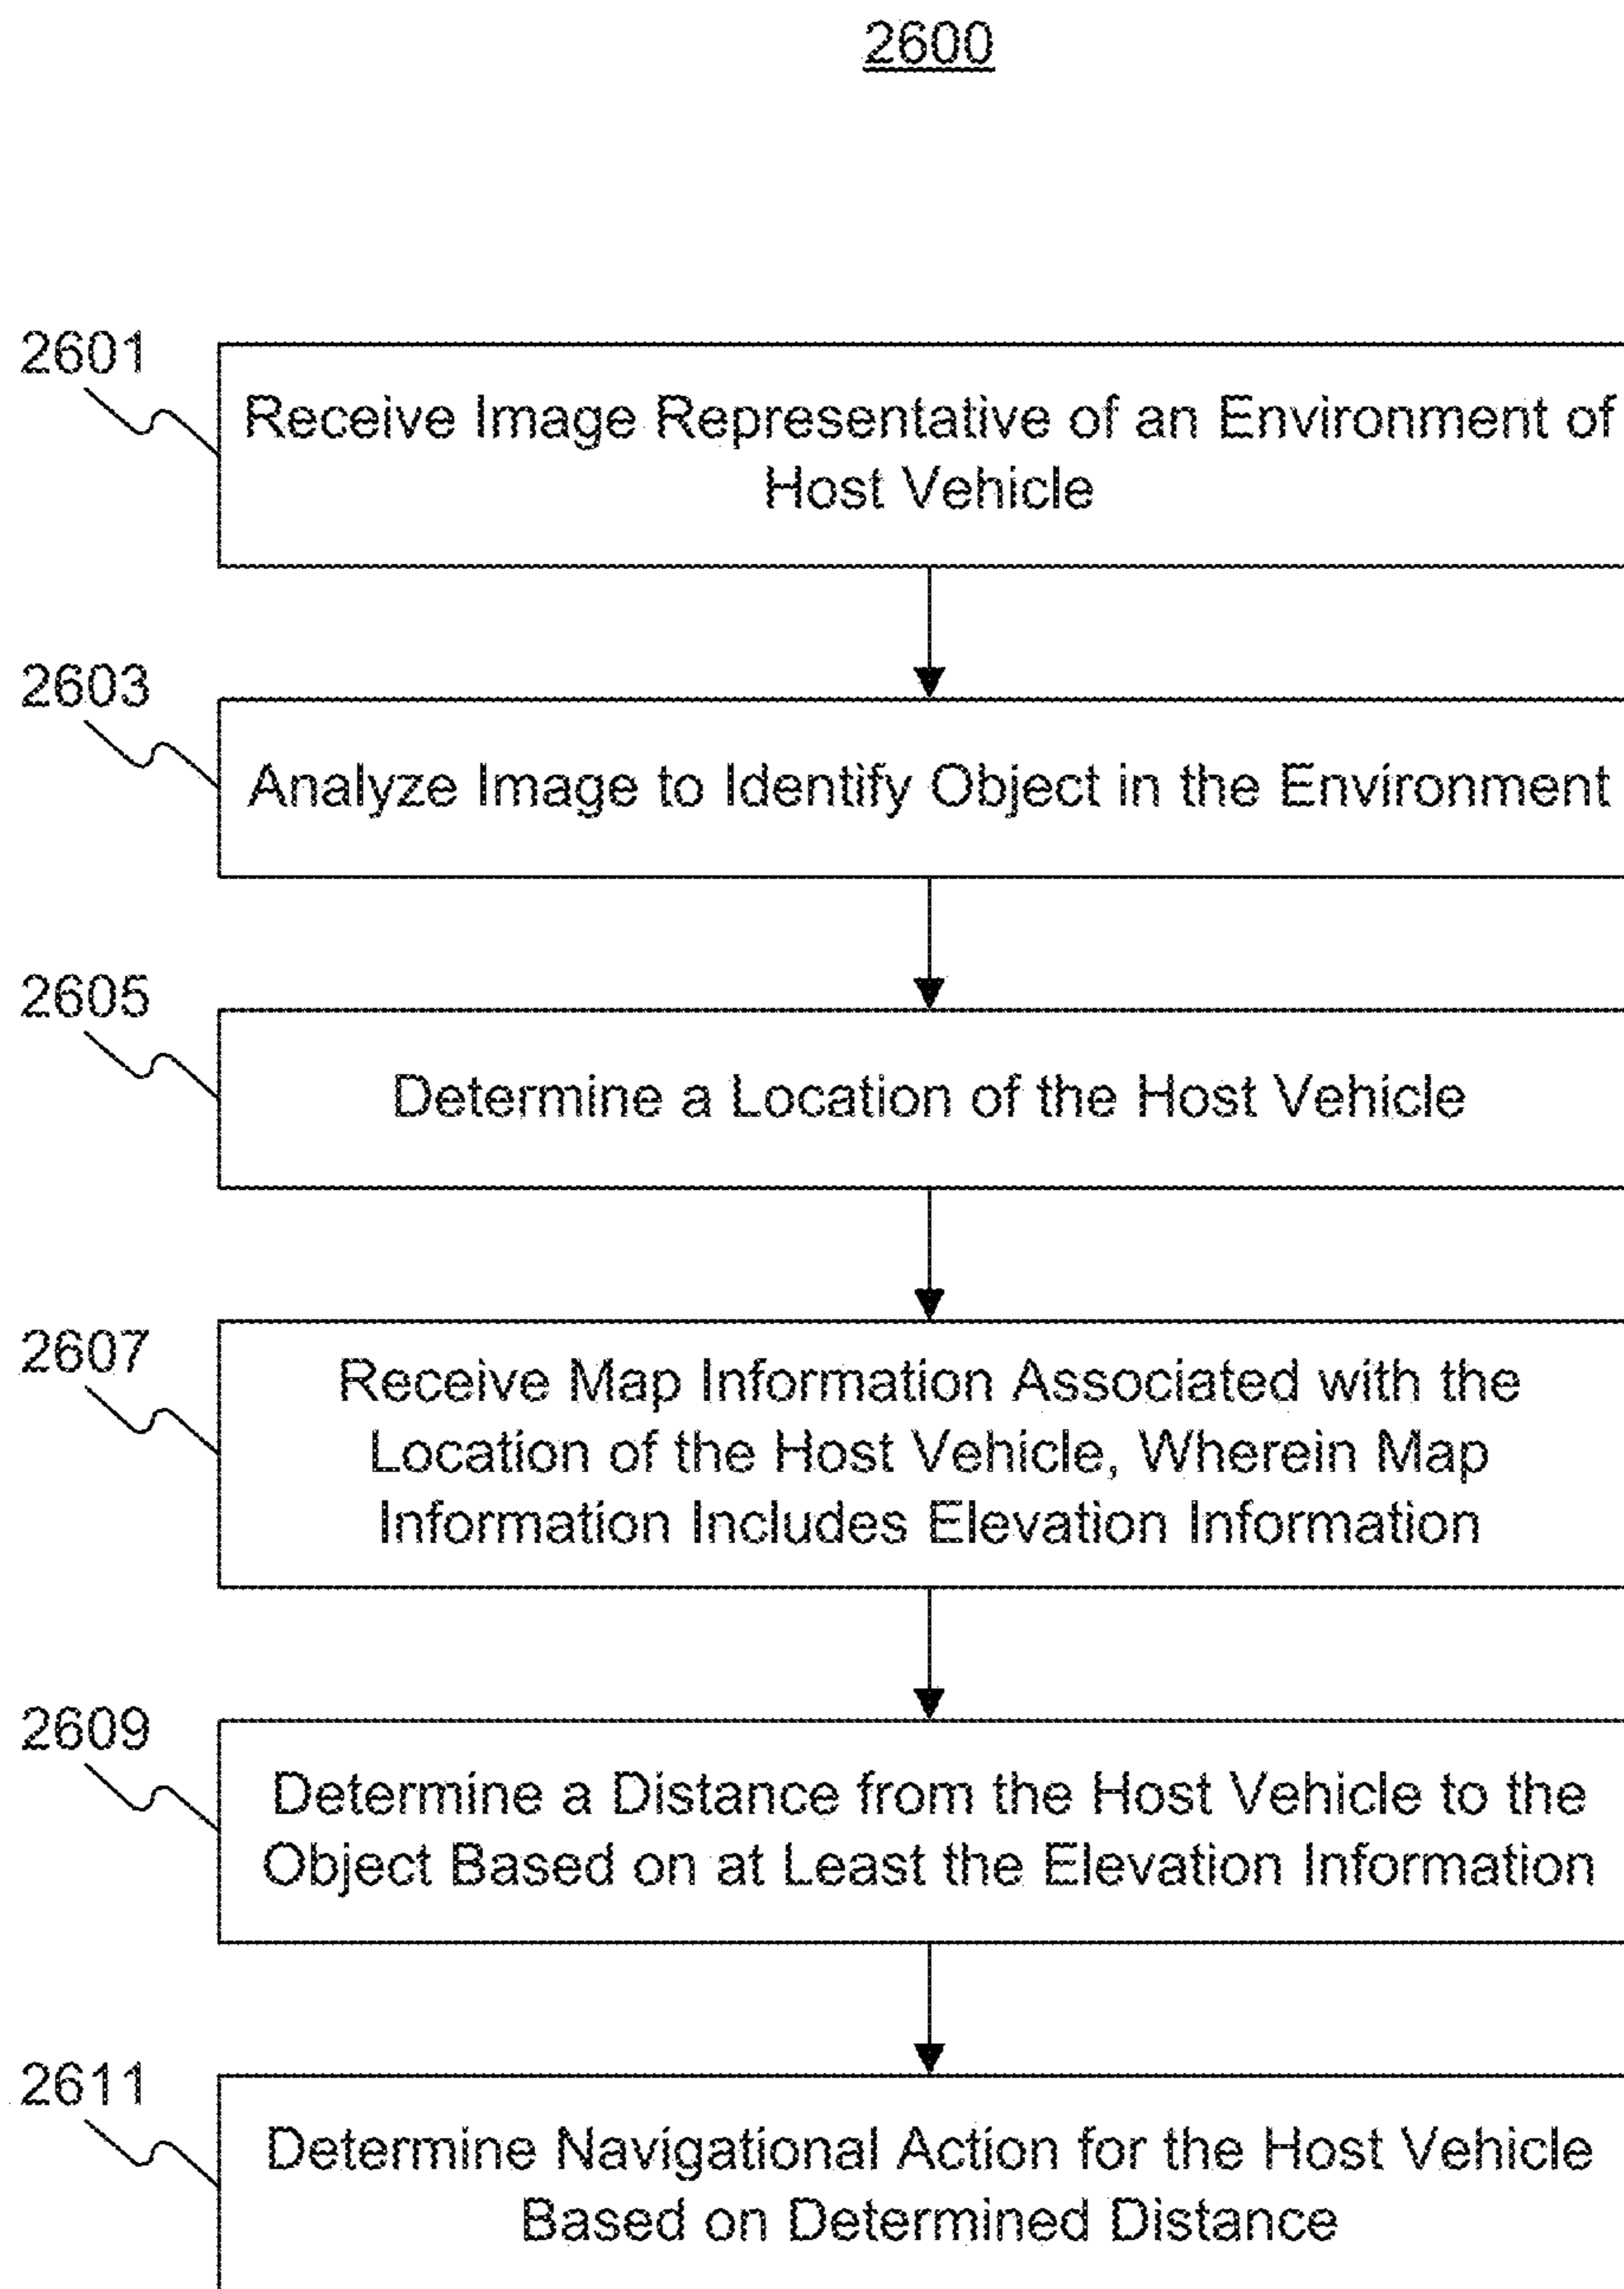 2600
2601
Receive Image Representative of an Environment of
Host Vehicle
2603
Analyze Image to Identify Object in the Environment
2605
Determine a Location of the Host Vehicle
2607
Receive Map Information Associated with the
Location of the Host Vehicle, Wherein Map
Information Includes Elevation Information
2609
Determine a Distance from the Host Vehicle to the
Object Based on at Least the Elevation Information
2611
Determine Navigational Action for the Host Vehicle
Based on Determined Distance